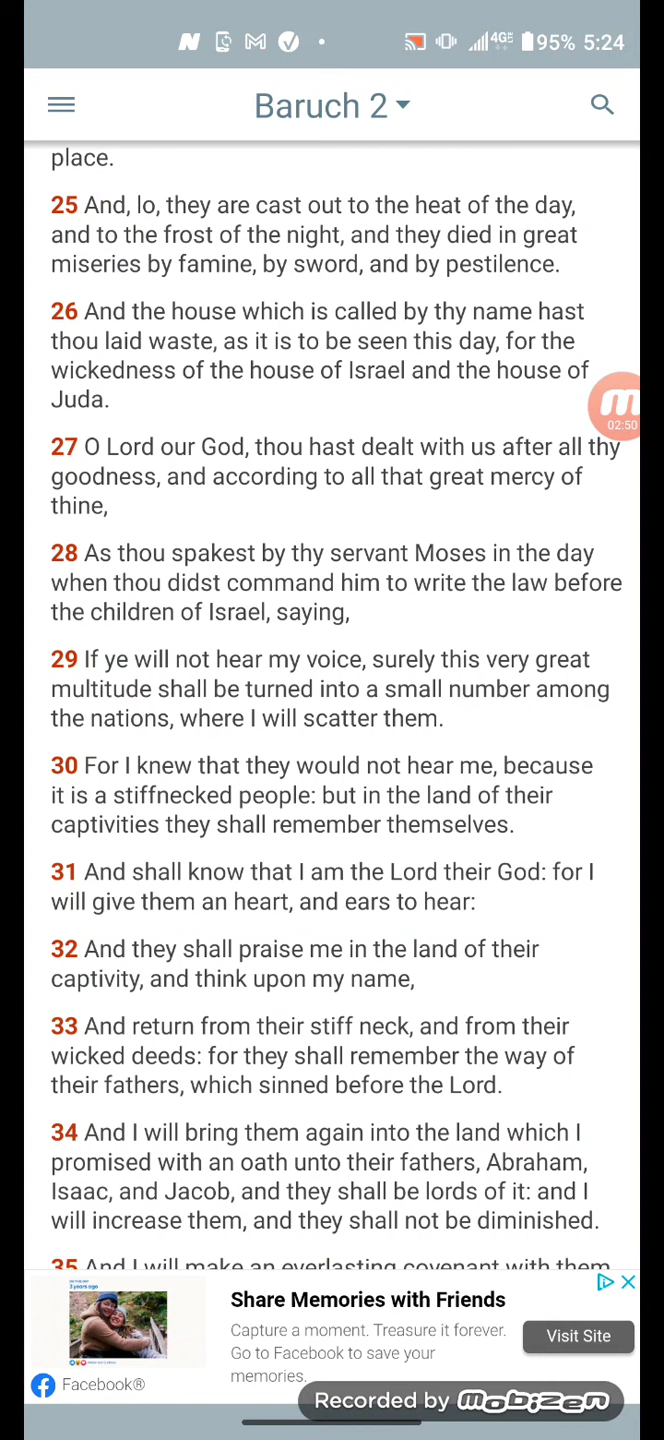 95% 5:24
Baruch 2
place.
25 And, lo, they are cast out to the heat of the day,
and to the frost of the night, and they died in great
miseries by famine, by sword, and by pestilence.
26 And the house which is called by thy name hast
thou laid waste, as it is to be seen this day, for the
wickedness of the house of Israel and the house of
Juda.
02:50
27 O Lord our God, thou hast dealt with us after all thy
goodness, and according to all that great mercy of
thine,
28 As thou spakest by thy servant Moses in the day
when thou didst command him to write the law before
the children of Israel, saying,
29 If ye will not hear my voice, surely this very great
multitude shall be turned into a small number among
the nations, where I will scatter them.
30 For I knew that they would not hear me, because
it is a stiffnecked people: but in the land of their
captivities they shall remember themselves.
31 And shall know that I am the Lord their God: for I
will give them an heart, and ears to hear:
32 And they shall praise me in the land of their
captivity, and think upon my name,
33 And return from their stiff neck, and from their
wicked deeds: for they shall remember the way of
their fathers, which sinned before the Lord.
34 And I will bring them again into the land which I
promised with an oath unto their fathers, Abraham,
Isaac, and Jacob, and they shall be lords of it: and I
will increase them, and they shall not be diminished.
35 And I will make an everlasting covenant with them
3 years ago
Share Memories with Friends
Capture a moment. Treasure it forever.
Go to Facebook to save your
memories.
Visit Site
Facebook®
Recorded by mobizen